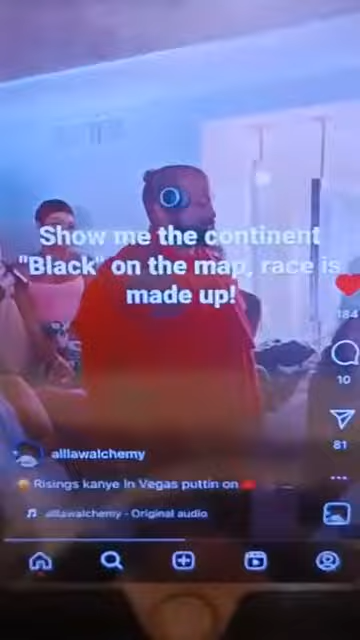 Show me the continent
"Black" on the map, race is
made up!
184
10
81
alllawalchemy
Risings kanye In Vegas puttin on
alllawalchemy - Original audio